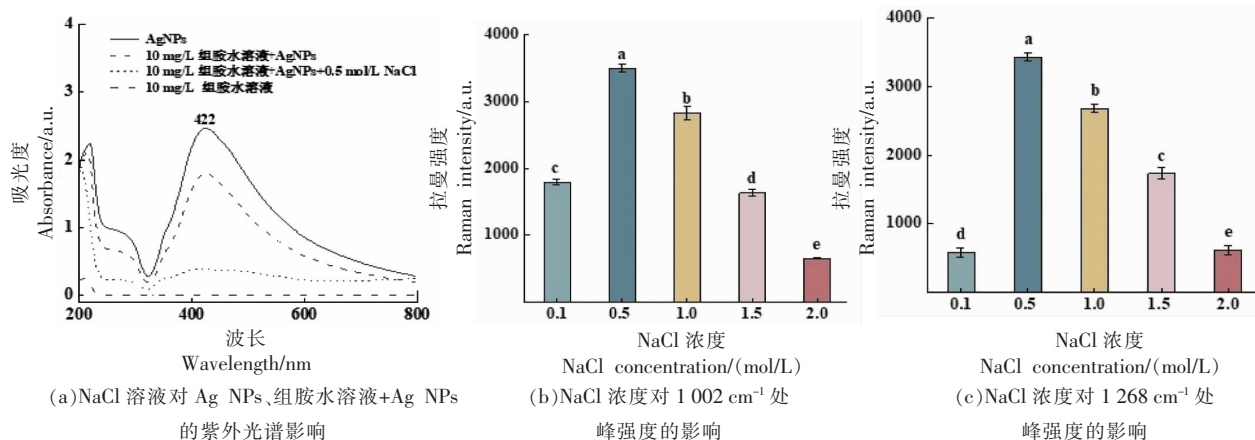 4
3
2
1
0
200
400
600
800
422
AgNPs
10 mg/L 组胺水溶液+AgNPs
10 mg/L 组胺水溶液+AgNPs+0.5 mol/L NaCl
10 mg/L 组胺水溶液
吸光度
Absorbance/a.u.
波长
Wavelength/nm
(a)NaCl 溶液对 Ag NPs、组胺水溶液+Ag NPs
的紫外光谱影响
4000
3000
2000
1000
拉曼强度
Raman intensity/a.u.
c
a
b
d
e
0.1
0.5
1.0
1.5
2.0
NaCl 浓度
NaCl concentration/(mol/L)
(b)NaCl 浓度对 1 002 cm⁻¹ 处
峰强度的影响
4000
3000
2000
1000
拉曼强度
Raman intensity/a.u.
d
a
b
c
e
0.1
0.5
1.0
1.5
2.0
NaCl 浓度
NaCl concentration/(mol/L)
(c)NaCl 浓度对 1 268 cm⁻¹ 处
峰强度的影响